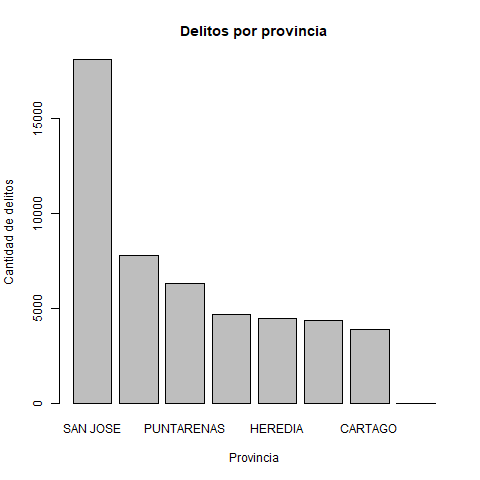 Delitos por provincia
Cantidad de delitos
15000
10000
5000
0
SAN JOSE PUNTARENAS HEREDIA CARTAGO
Provincia